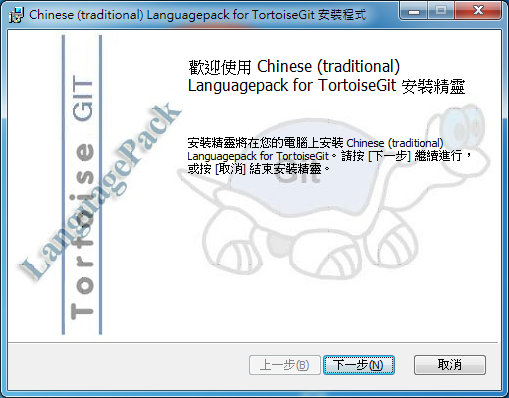 Chinese (traditional) Languagepack for TortoiseGit 安裝程式
歡迎使用 Chinese (traditional)
Languagepack for TortoiseGit 安裝精靈
安裝精靈將在您的電腦上安裝 Chinese (traditional)
Languagepack for TortoiseGit。請按 [下一步] 繼續進行，
或按 [取消] 結束安裝精靈。
Git
Tortoise GIT
LanguagePack
上一步(B)
下一步(N)
取消